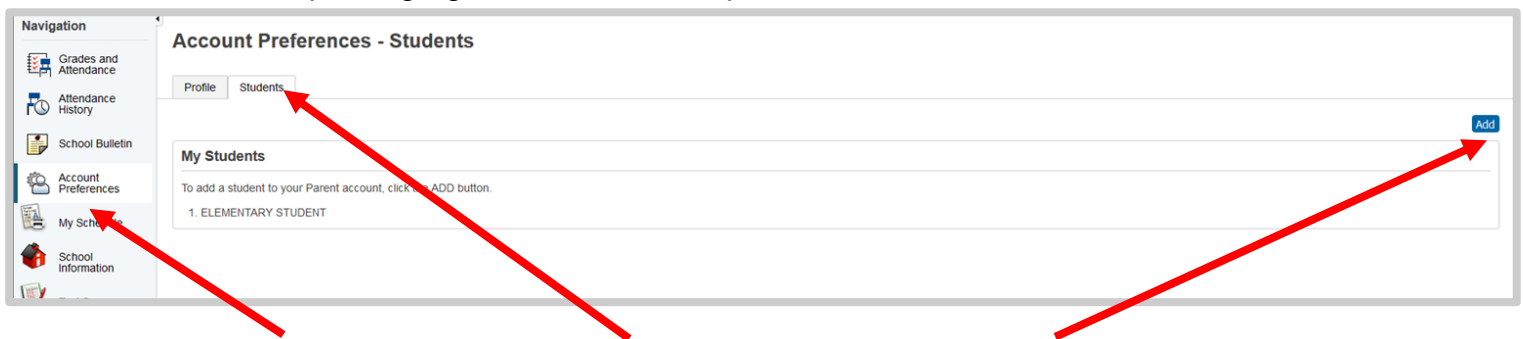 Navigation
Account Preferences - Students
Grades and
Attendance
Profile Students
Attendance
History
Add
School Bulletin
My Students
Account
Preferences
To add a student to your Parent account, click the ADD button.
1. ELEMENTARY STUDENT
My Schedule
School
Information